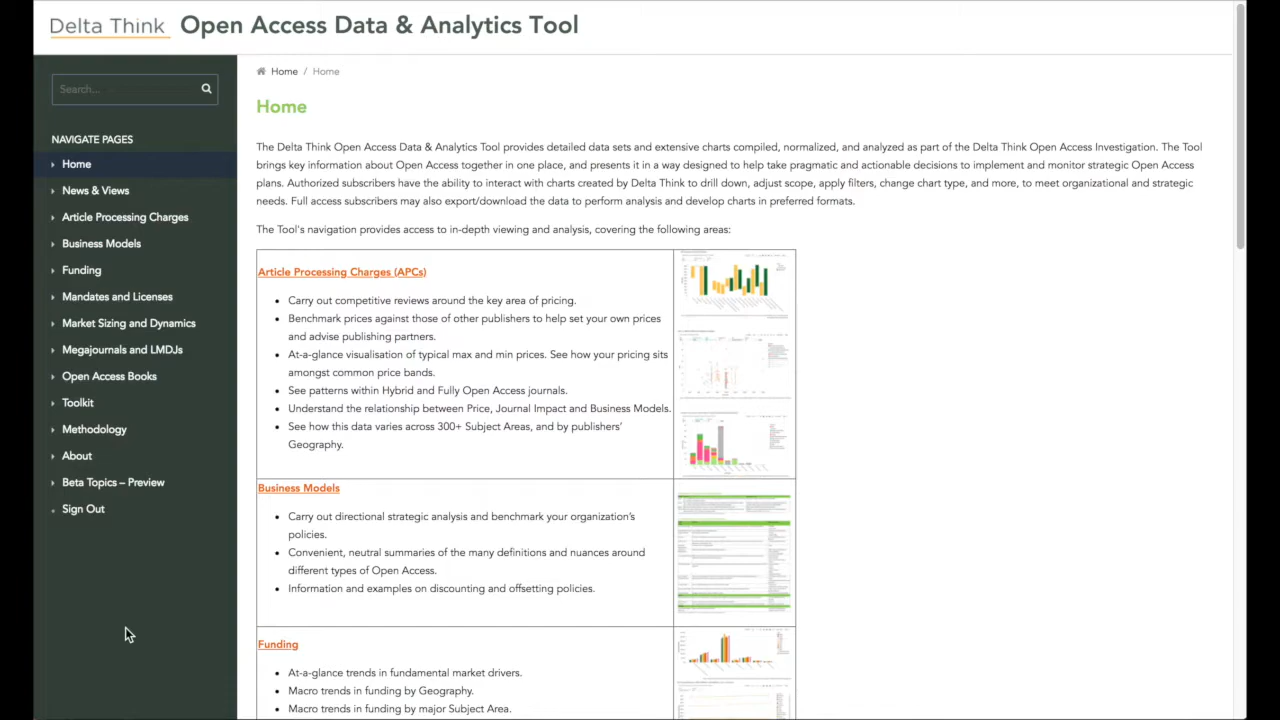 Delta Think Open Access Data & Analytics Tool
Search...
NAVIGATE PAGES
Home
News & Views
Article Processing Charges
Business Models
Funding
Mandates and Licenses
Market Sizing and Dynamics
Megajournals and LMDJs
Open Access Books
Toolkit
Methodology
About
Beta Topics – Preview
Sign Out
Home / Home
Home
The Delta Think Open Access Data & Analytics Tool provides detailed data sets and extensive charts compiled, normalized, and analyzed as part of the Delta Think Open Access Investigation. The Tool
brings key information about Open Access together in one place, and presents it in a way designed to help take pragmatic and actionable decisions to implement and monitor strategic Open Access
plans. Authorized subscribers have the ability to interact with charts created by Delta Think to drill down, adjust scope, apply filters, change chart type, and more, to meet organizational and strategic
needs. Full access subscribers may also export/download the data to perform analysis and develop charts in preferred formats.
The Tool's navigation provides access to in-depth viewing and analysis, covering the following areas:
Article Processing Charges (APCs)
• Carry out competitive reviews around the key area of pricing.
• Benchmark prices against those of other publishers to help set your own prices
and advise publishing partners.
• At-a-glance visualisation of typical max and min prices. See how your pricing sits
amongst common price bands.
• See patterns within Hybrid and Fully Open Access journals.
• Understand the relationship between Price, Journal Impact and Business Models.
• See how this data varies across 300+ Subject Areas, and by publishers'
Geography.
Business Models
• Carry out directional strategic analysis and benchmark your organization's
policies.
• Convenient, neutral summaries of the many definitions and nuances around
different types of Open Access.
• Information and examples on discounting and offsetting policies.
Funding
• At-a-glance trends in fundamental market drivers.
• Macro trends in funding by Geography.
• Macro trends in funding by major Subject Area.